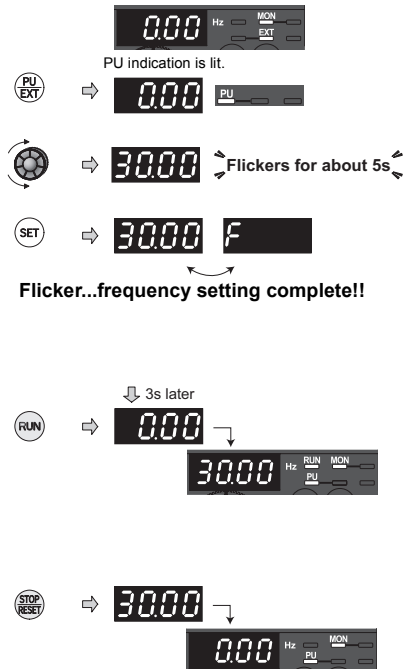 0.00 Hz MON EXT
PU indication is lit.
PU EXT 0.00 PU
30.00 Flickers for about 5s
SET 30.00 F
Flicker...frequency setting complete!!
3s later
RUN 0.00
30.00 Hz RUN MON PU
STOP RESET 30.00
0.00 Hz MON PU